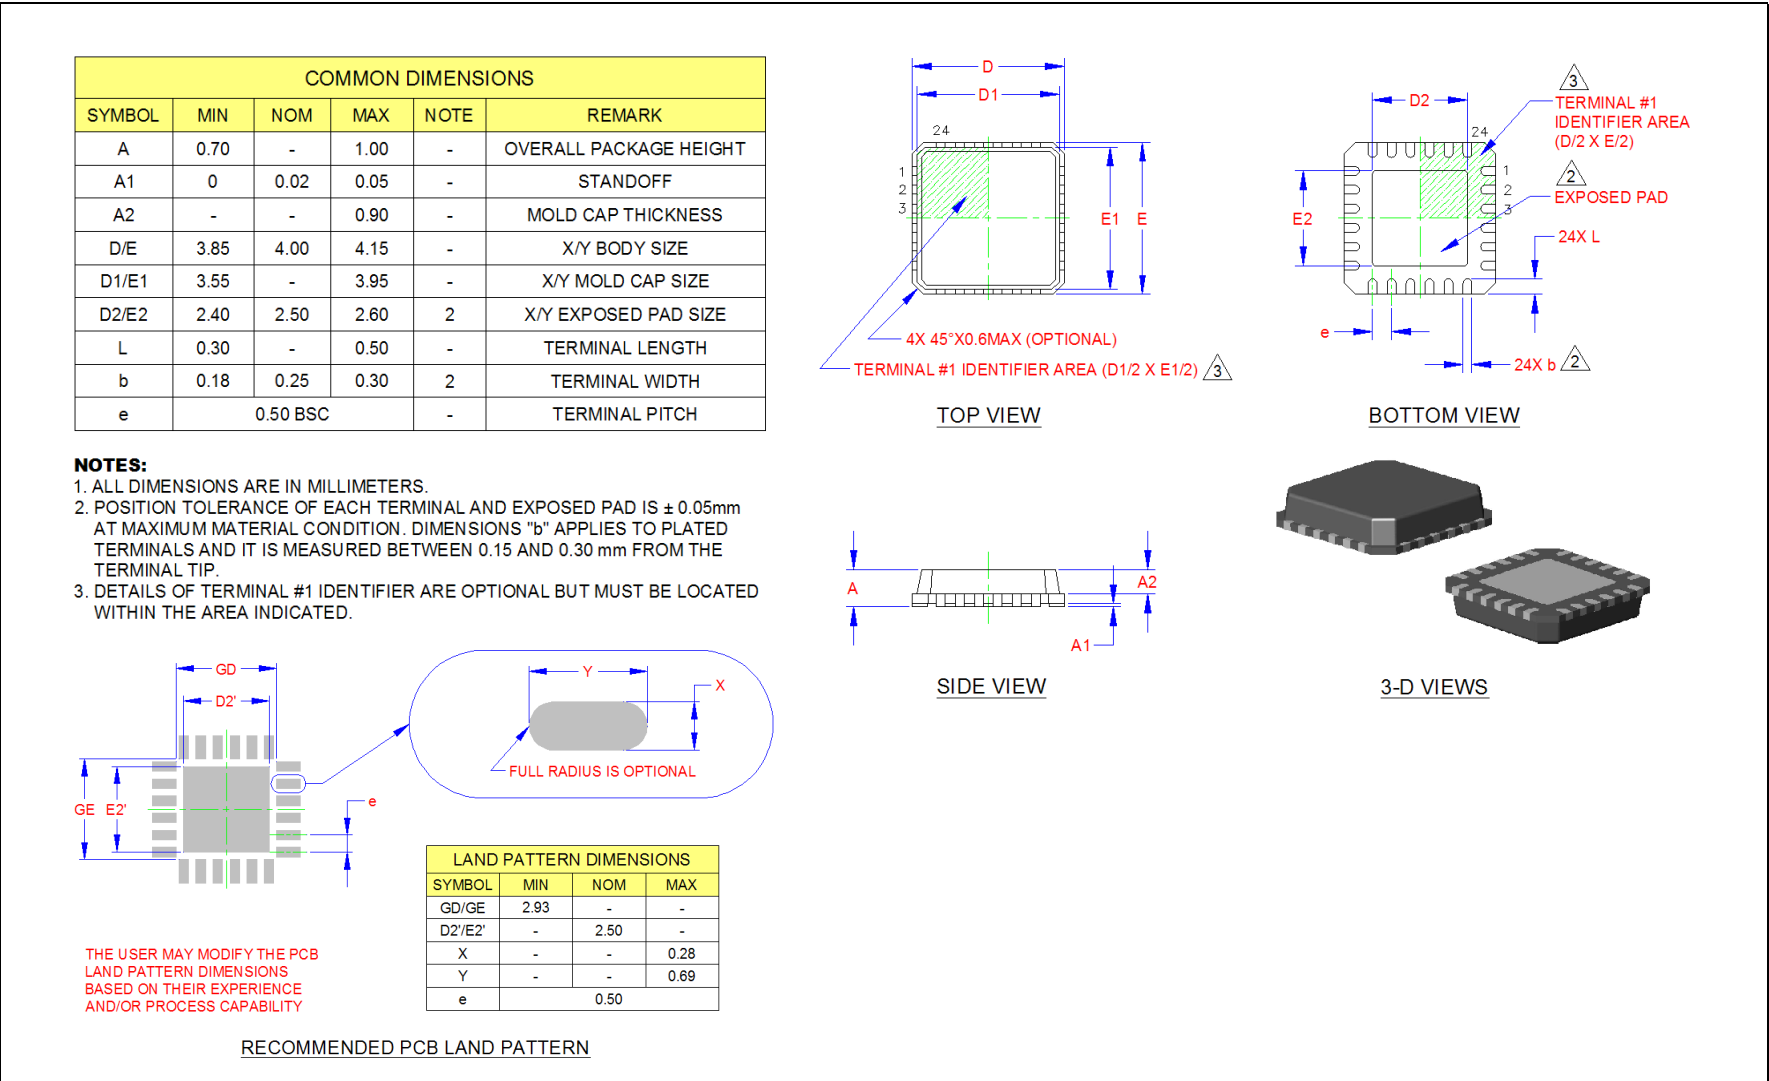 COMMON DIMENSIONS
SYMBOL MIN NOM MAX NOTE REMARK
A 0.70 - 1.00 - OVERALL PACKAGE HEIGHT
A1 0 0.02 0.05 - STANDOFF
A2 - - 0.90 - MOLD CAP THICKNESS
D/E 3.85 4.00 4.15 - X/Y BODY SIZE
D1/E1 3.55 - 3.95 - X/Y MOLD CAP SIZE
D2/E2 2.40 2.50 2.60 2 X/Y EXPOSED PAD SIZE
L 0.30 - 0.50 - TERMINAL LENGTH
b 0.18 0.25 0.30 2 TERMINAL WIDTH
e 0.50 BSC - TERMINAL PITCH
NOTES:
1. ALL DIMENSIONS ARE IN MILLIMETERS.
2. POSITION TOLERANCE OF EACH TERMINAL AND EXPOSED PAD IS ± 0.05mm
AT MAXIMUM MATERIAL CONDITION. DIMENSIONS "b" APPLIES TO PLATED
TERMINALS AND IT IS MEASURED BETWEEN 0.15 AND 0.30 mm FROM THE
TERMINAL TIP.
3. DETAILS OF TERMINAL #1 IDENTIFIER ARE OPTIONAL BUT MUST BE LOCATED
WITHIN THE AREA INDICATED.
D
D1
24
1
2
3
E1
E
4X 45°X0.6MAX (OPTIONAL)
TERMINAL #1 IDENTIFIER AREA (D1/2 X E1/2) 3
TOP VIEW
D2
3
TERMINAL #1
IDENTIFIER AREA
(D/2 X E/2)
24
1
2
3
2
EXPOSED PAD
E2
24X L
e
24X b 2
BOTTOM VIEW
A
A2
A1
SIDE VIEW
3-D VIEWS
GD
D2'
GE
E2'
e
Y
X
FULL RADIUS IS OPTIONAL
LAND PATTERN DIMENSIONS
SYMBOL MIN NOM MAX
GD/GE 2.93 - -
D2'/E2' - 2.50 -
X - - 0.28
Y - - 0.69
e 0.50
THE USER MAY MODIFY THE PCB
LAND PATTERN DIMENSIONS
BASED ON THEIR EXPERIENCE
AND/OR PROCESS CAPABILITY
RECOMMENDED PCB LAND PATTERN